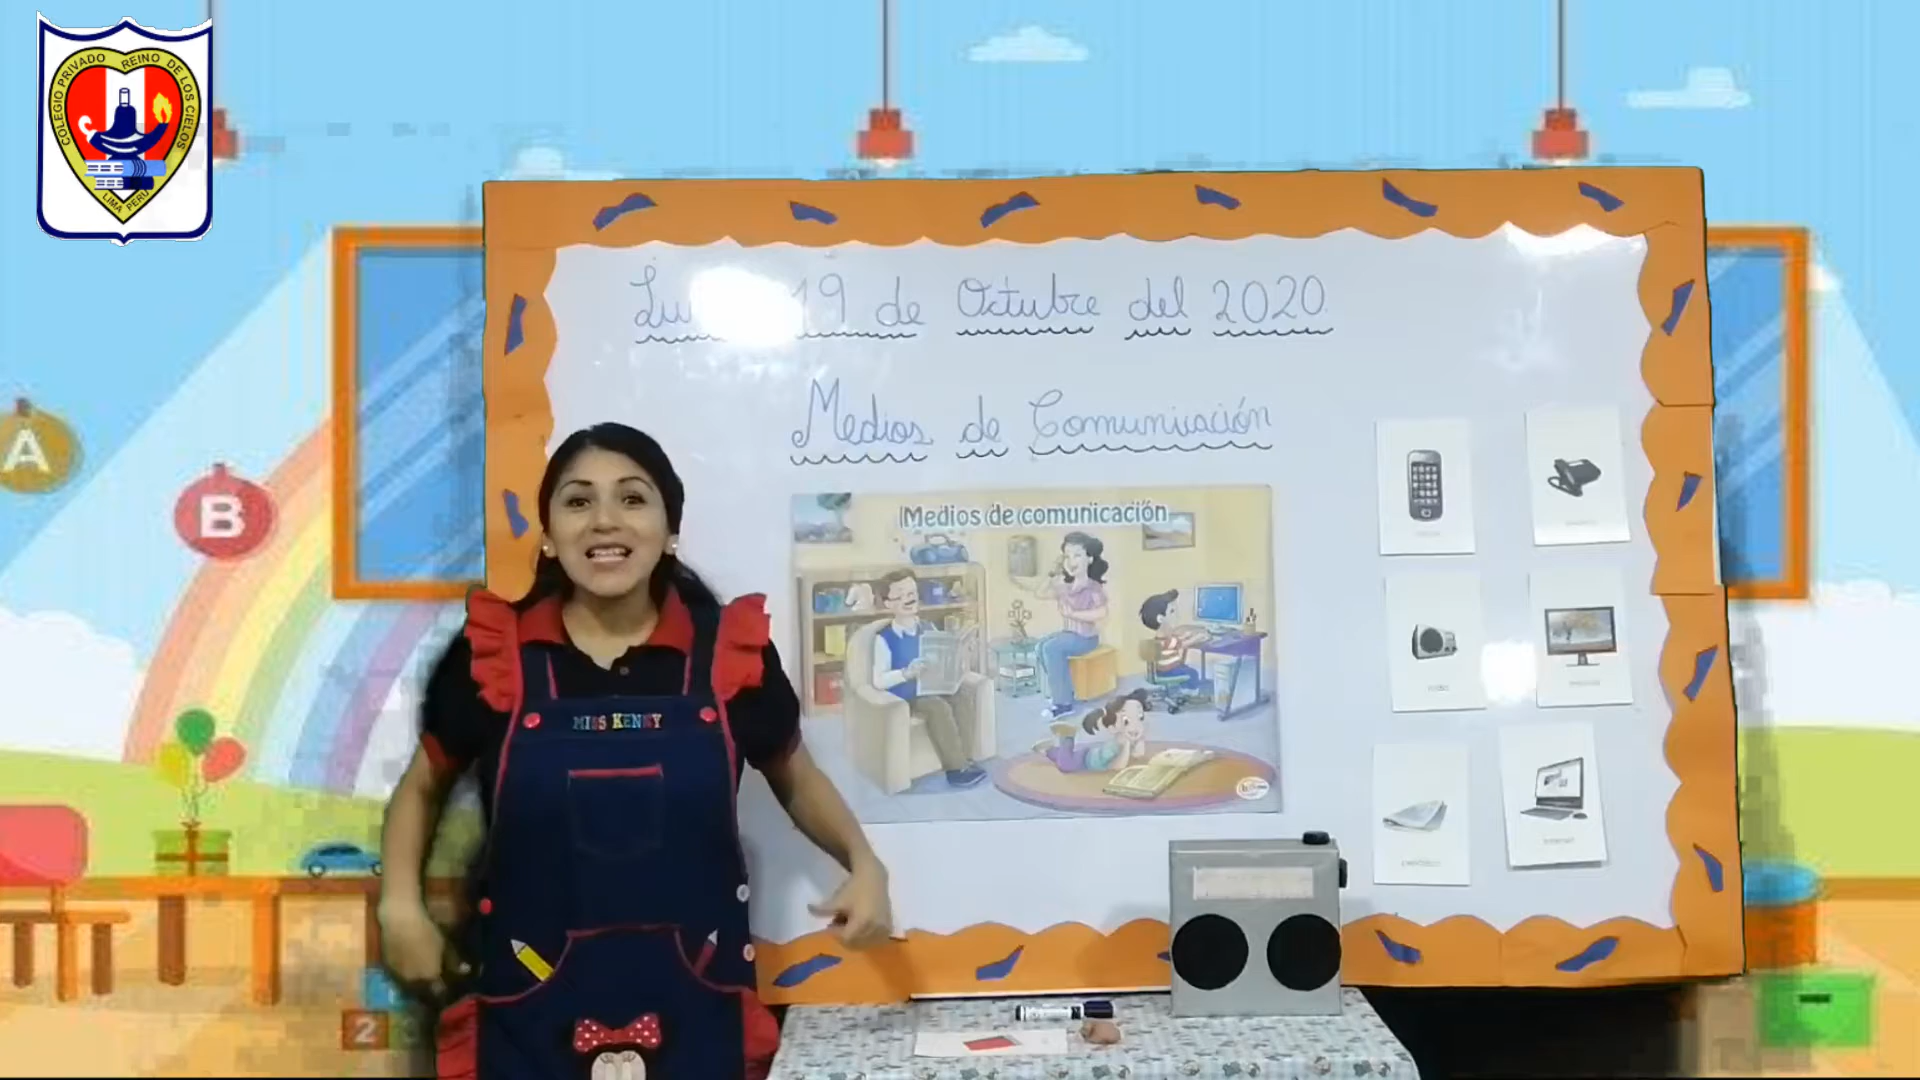 COLEGIO PRIVADO REINO DE LOS CIELOS
LIMA PERÚ
19 de Octubre del 2020
Medios de Comunicación
Medios de comunicación
A
B
MISS KENNY
2